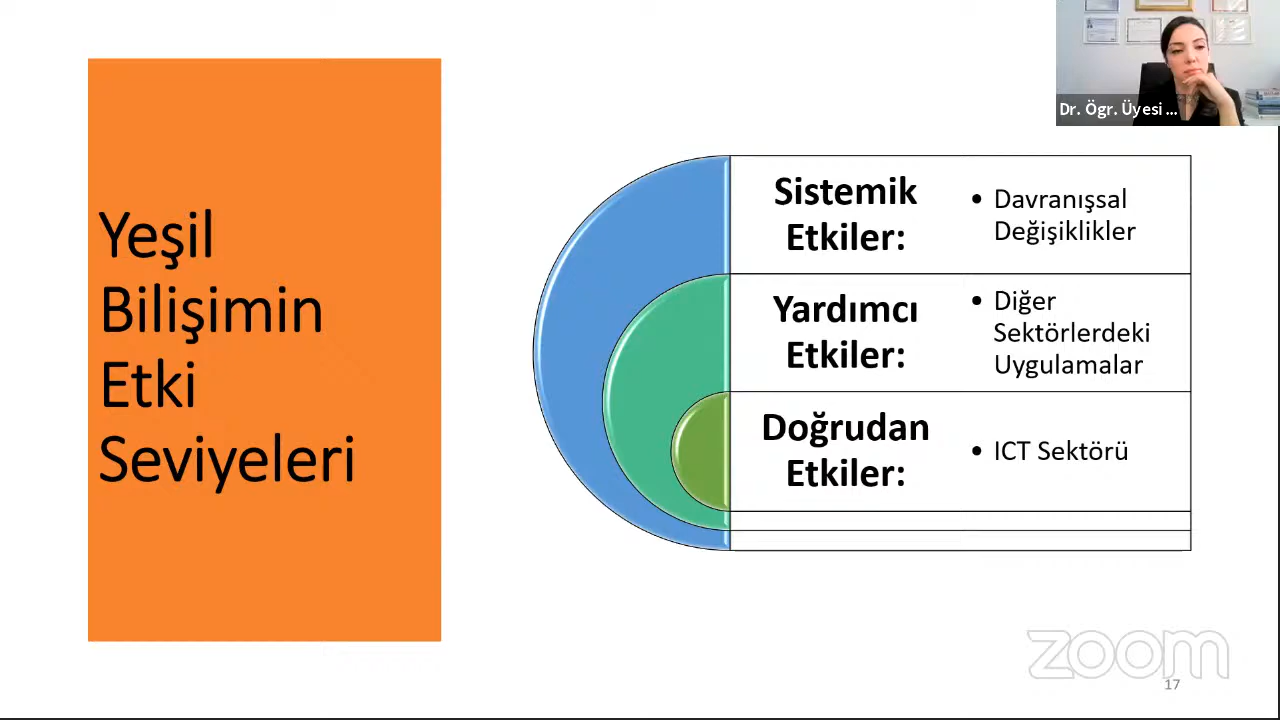 Dr. Ögr. Üyesi ...
Yeşil
Bilişimin
Etki
Seviyeleri
Sistemik
Etkiler:
• Davranışsal
Değişiklikler
Yardımcı
Etkiler:
• Diğer
Sektörlerdeki
Uygulamalar
Doğrudan
Etkiler:
• ICT Sektörü
zoom
17